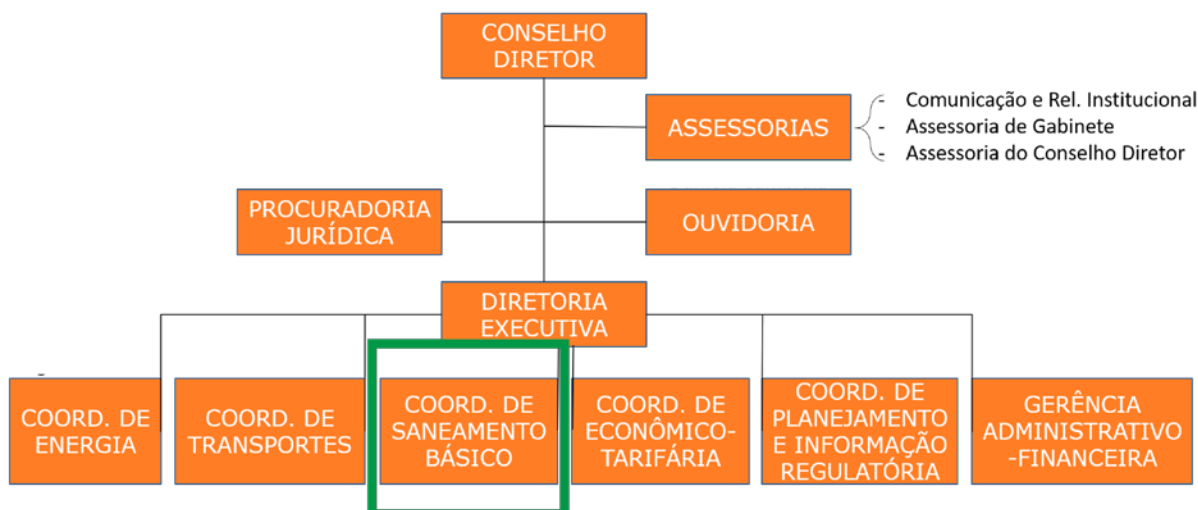 CONSELHO
DIRETOR
ASSESSORIAS
- Comunicação e Rel. Institucional
- Assessoria de Gabinete
- Assessoria do Conselho Diretor
PROCURADORIA
JURÍDICA
OUVIDORIA
DIRETORIA
EXECUTIVA
COORD. DE
ENERGIA
COORD. DE
TRANSPORTES
COORD. DE
SANEAMENTO
BÁSICO
COORD. DE
ECONÔMICO-
TARIFÁRIA
COORD. DE
PLANEJAMENTO
E INFORMAÇÃO
REGULATÓRIA
GERÊNCIA
ADMINISTRATIVO
-FINANCEIRA